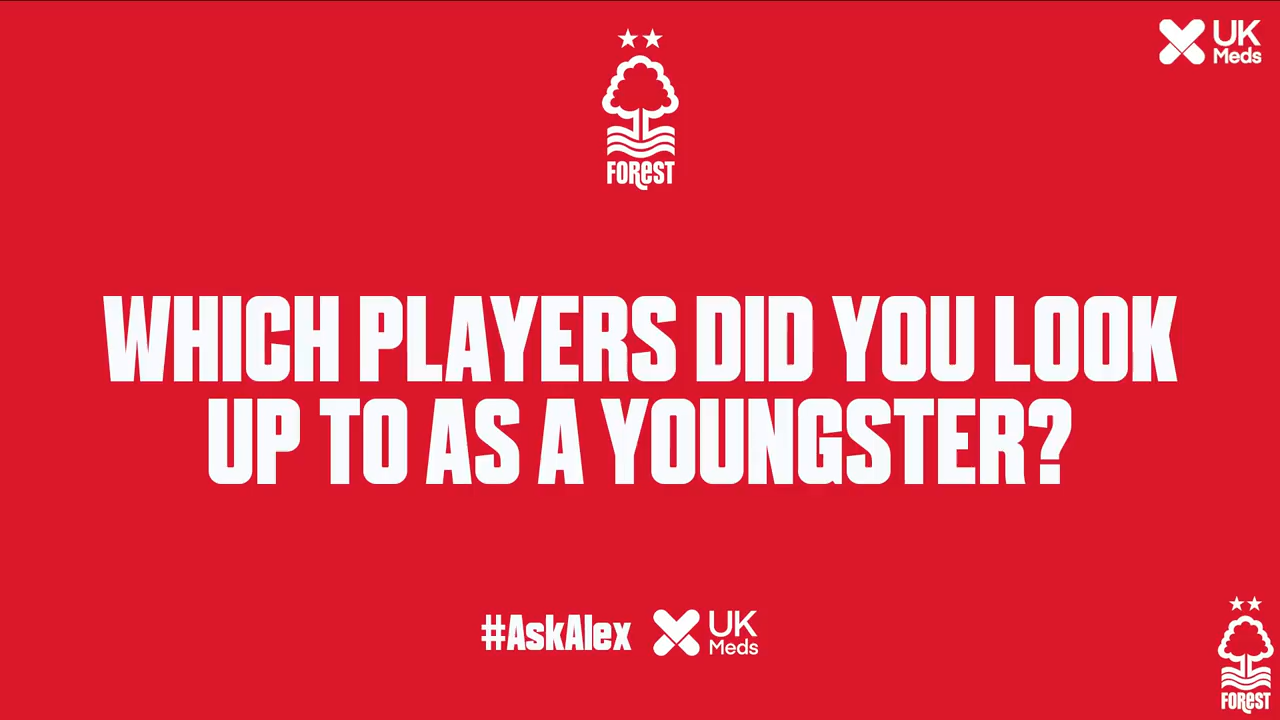 UK
Meds
FOREST
WHICH PLAYERS DID YOU LOOK
UP TO AS A YOUNGSTER?
#AskAlex UK
Meds
FOREST